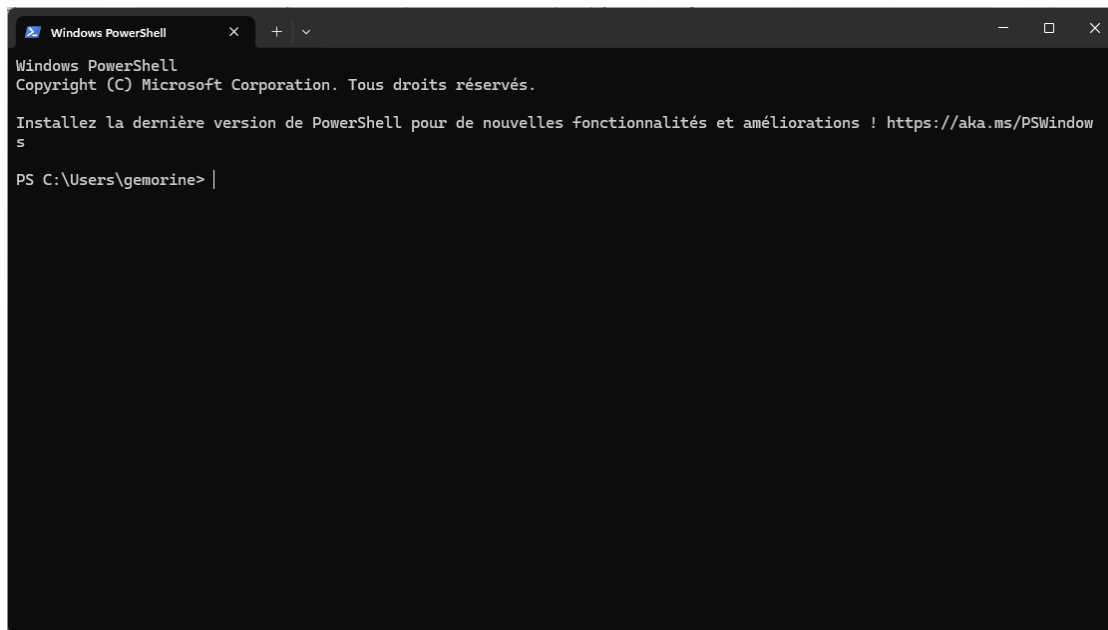 Windows PowerShell
Windows PowerShell
Copyright (C) Microsoft Corporation. Tous droits réservés.
Installez la dernière version de PowerShell pour de nouvelles fonctionnalités et améliorations ! https://aka.ms/PSWindow
s
PS C:\Users\gemorine>